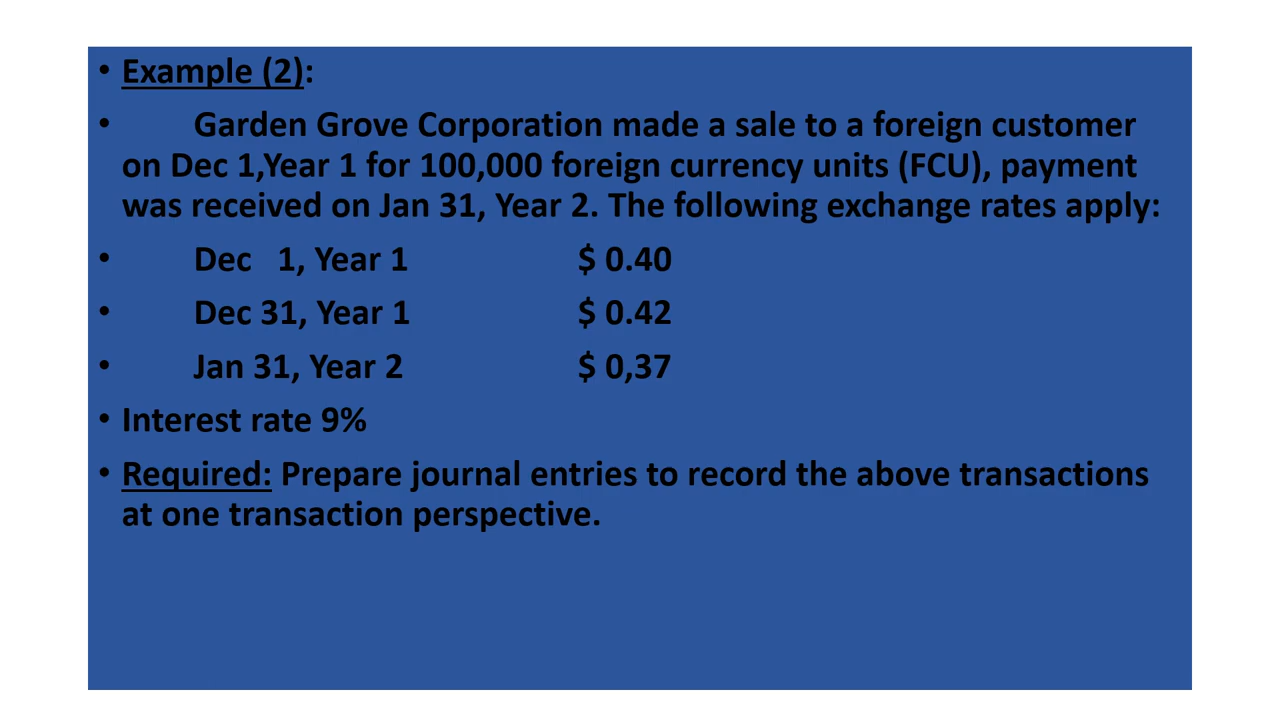 • Example (2):
• Garden Grove Corporation made a sale to a foreign customer
on Dec 1,Year 1 for 100,000 foreign currency units (FCU), payment
was received on Jan 31, Year 2. The following exchange rates apply:
• Dec 1, Year 1 $ 0.40
• Dec 31, Year 1 $ 0.42
• Jan 31, Year 2 $ 0,37
• Interest rate 9%
• Required: Prepare journal entries to record the above transactions
at one transaction perspective.